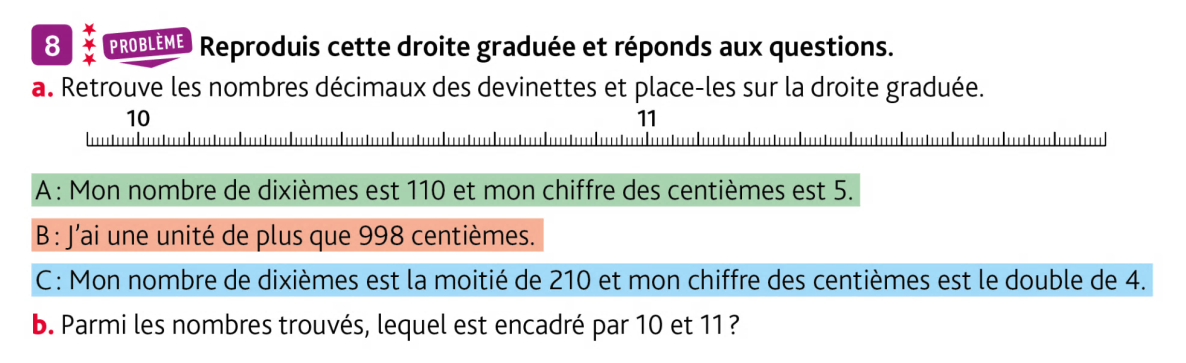 8 PROBLÈME Reproduis cette droite graduée et réponds aux questions.
a. Retrouve les nombres décimaux des devinettes et place-les sur la droite graduée.
10 11
A : Mon nombre de dixièmes est 110 et mon chiffre des centièmes est 5.
B : J’ai une unité de plus que 998 centièmes.
C : Mon nombre de dixièmes est la moitié de 210 et mon chiffre des centièmes est le double de 4.
b. Parmi les nombres trouvés, lequel est encadré par 10 et 11 ?